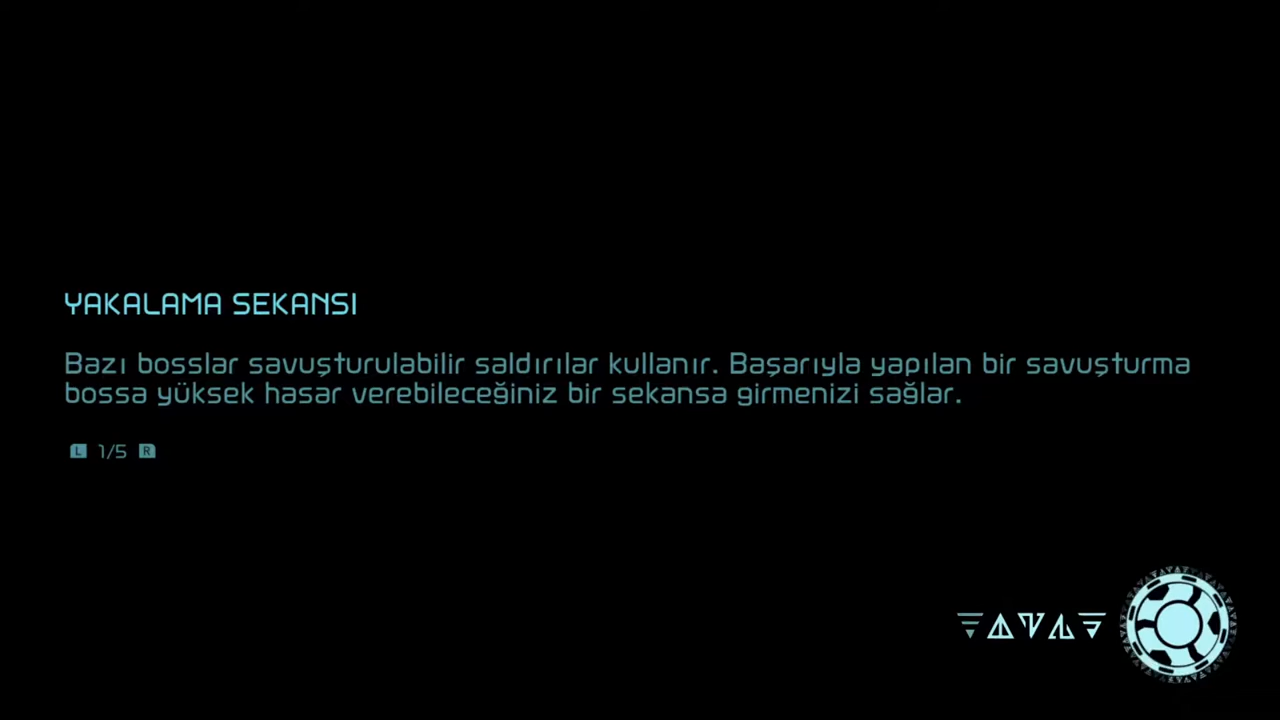 YAKALAMA SEKANSI
Bazı bosslar savuşturulabilir saldırılar kullanır. Başarıyla yapılan bir savuşturma
bossa yüksek hasar verebileceğiniz bir sekansa girmenizi sağlar.
L 1/5 R